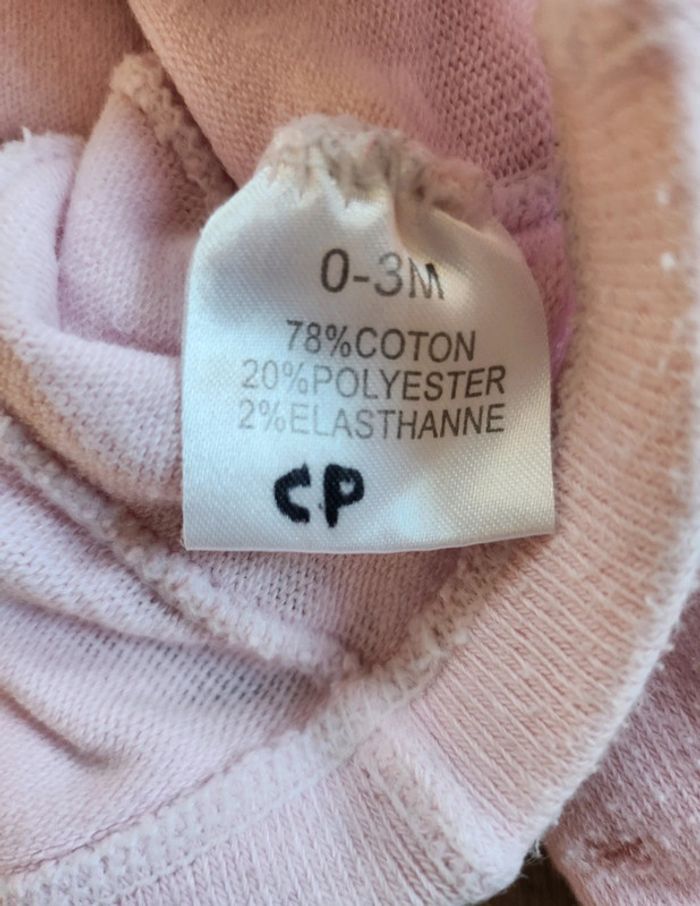 0-3M
78%COTON
20%POLYESTER
2%ELASTHANNE
CP